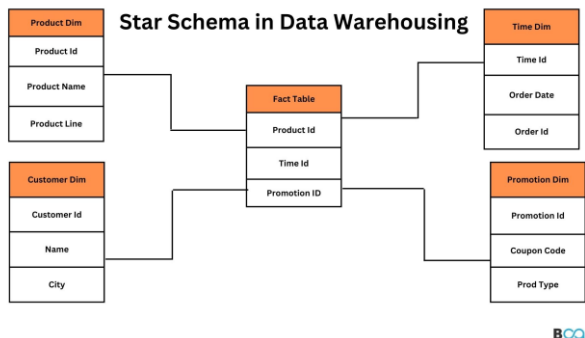 Star Schema in Data Warehousing
Product Dim
Product Id
Product Name
Product Line
Time Dim
Time Id
Order Date
Order Id
Fact Table
Product Id
Time Id
Promotion ID
Customer Dim
Customer Id
Name
City
Promotion Dim
Promotion Id
Coupon Code
Prod Type